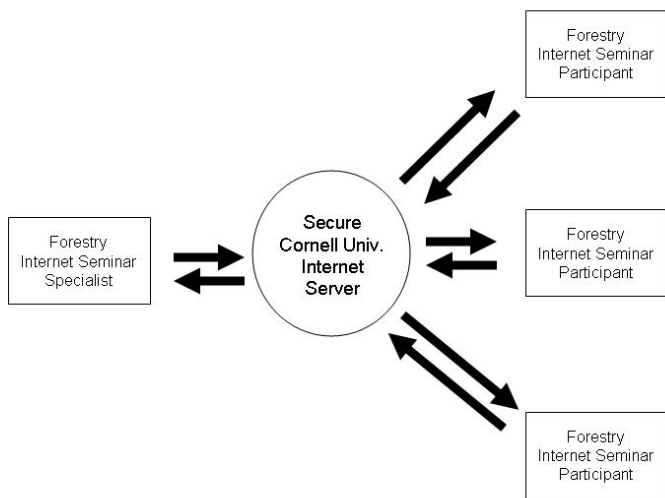 Forestry
Internet Seminar
Participant
Secure
Cornell Univ.
Internet
Server
Forestry
Internet Seminar
Specialist
Forestry
Internet Seminar
Participant
Forestry
Internet Seminar
Participant